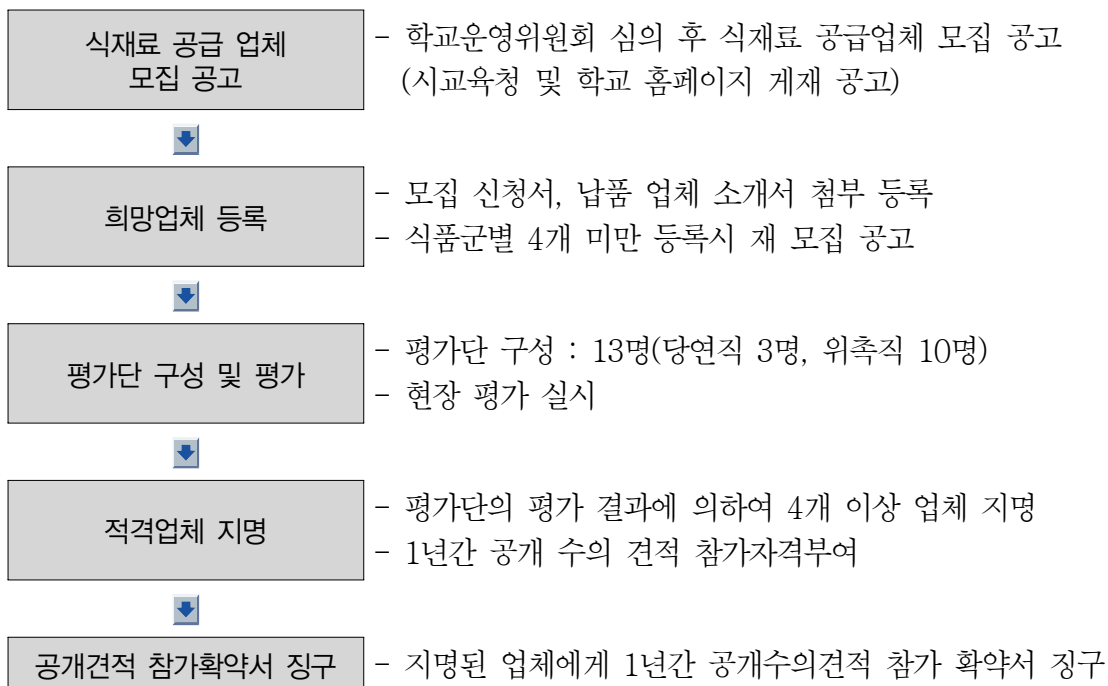 식재료 공급 업체
모집 공고
- 학교운영위원회 심의 후 식재료 공급업체 모집 공고
(시교육청 및 학교 홈페이지 게재 공고)
희망업체 등록
- 모집 신청서, 납품 업체 소개서 첨부 등록
- 식품군별 4개 미만 등록시 재 모집 공고
평가단 구성 및 평가
- 평가단 구성 : 13명(당연직 3명, 위촉직 10명)
- 현장 평가 실시
적격업체 지명
- 평가단의 평가 결과에 의하여 4개 이상 업체 지명
- 1년간 공개 수의 견적 참가자격부여
공개견적 참가확약서 징구
- 지명된 업체에게 1년간 공개수의견적 참가 확약서 징구